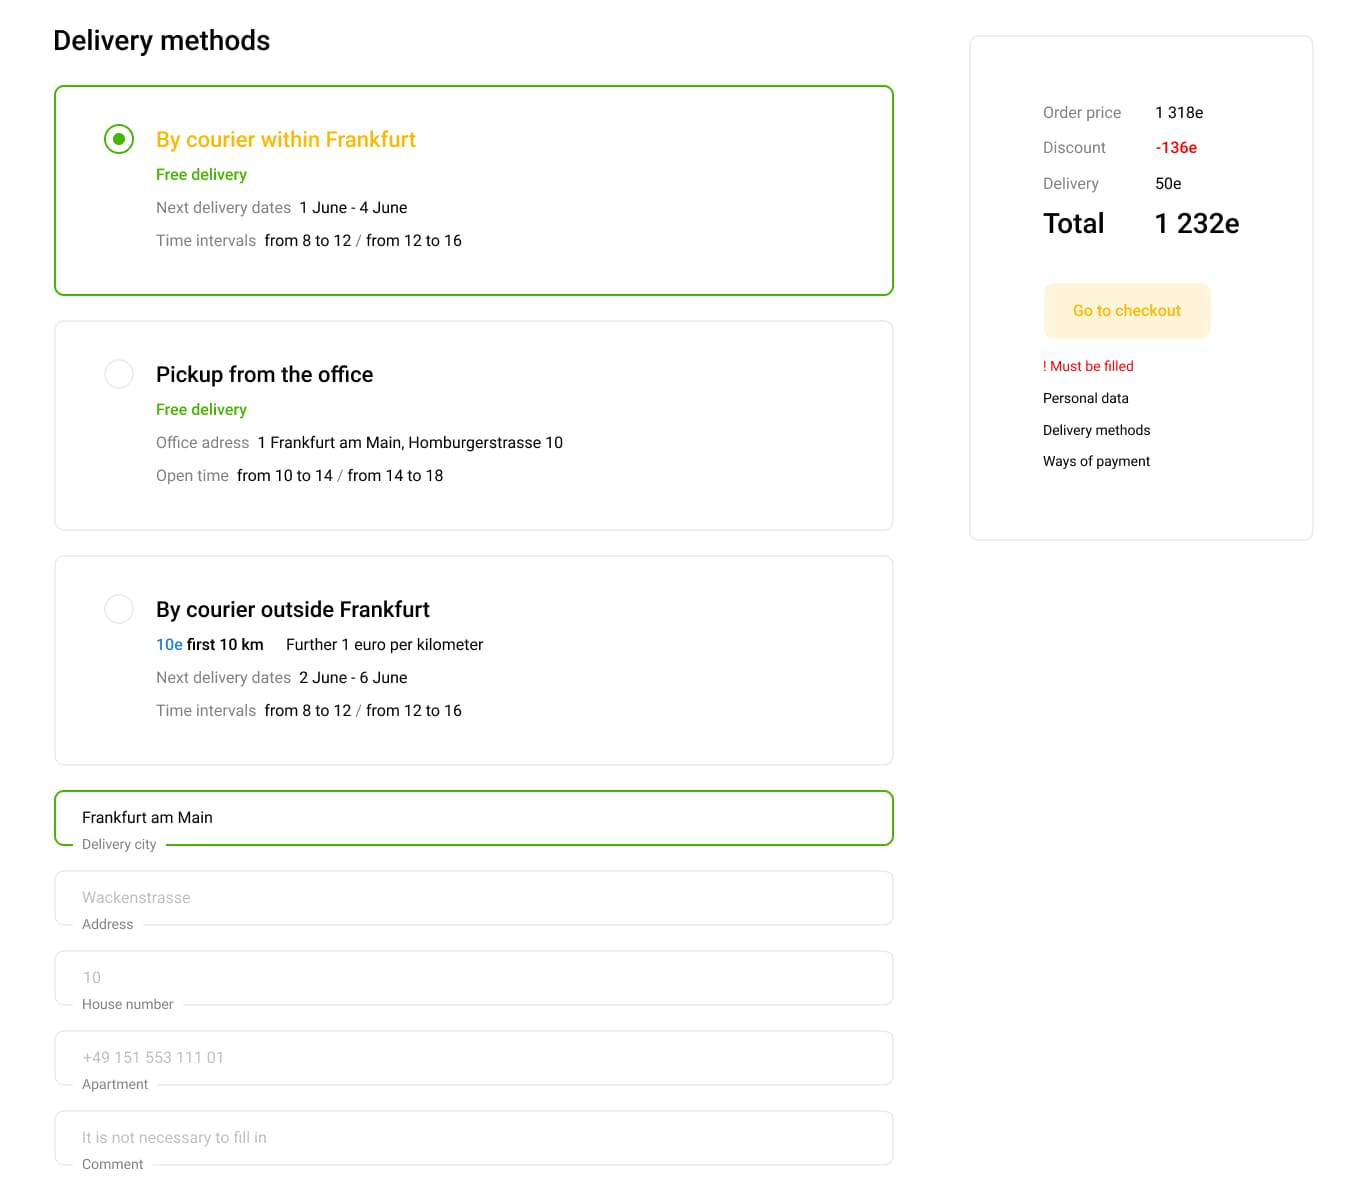 Delivery methods
By courier within Frankfurt
Free delivery
Next delivery dates 1 June - 4 June
Time intervals from 8 to 12 / from 12 to 16
Pickup from the office
Free delivery
Office adress 1 Frankfurt am Main, Homburgerstrasse 10
Open time from 10 to 14 / from 14 to 18
By courier outside Frankfurt
10e first 10 km Further 1 euro per kilometer
Next delivery dates 2 June - 6 June
Time intervals from 8 to 12 / from 12 to 16
Frankfurt am Main
Delivery city
Wackenstrasse
Address
10
House number
+49 151 553 111 01
Apartment
It is not necessary to fill in
Comment
Order price 1 318e
Discount -136e
Delivery 50e
Total 1 232e
Go to checkout
! Must be filled
Personal data
Delivery methods
Ways of payment